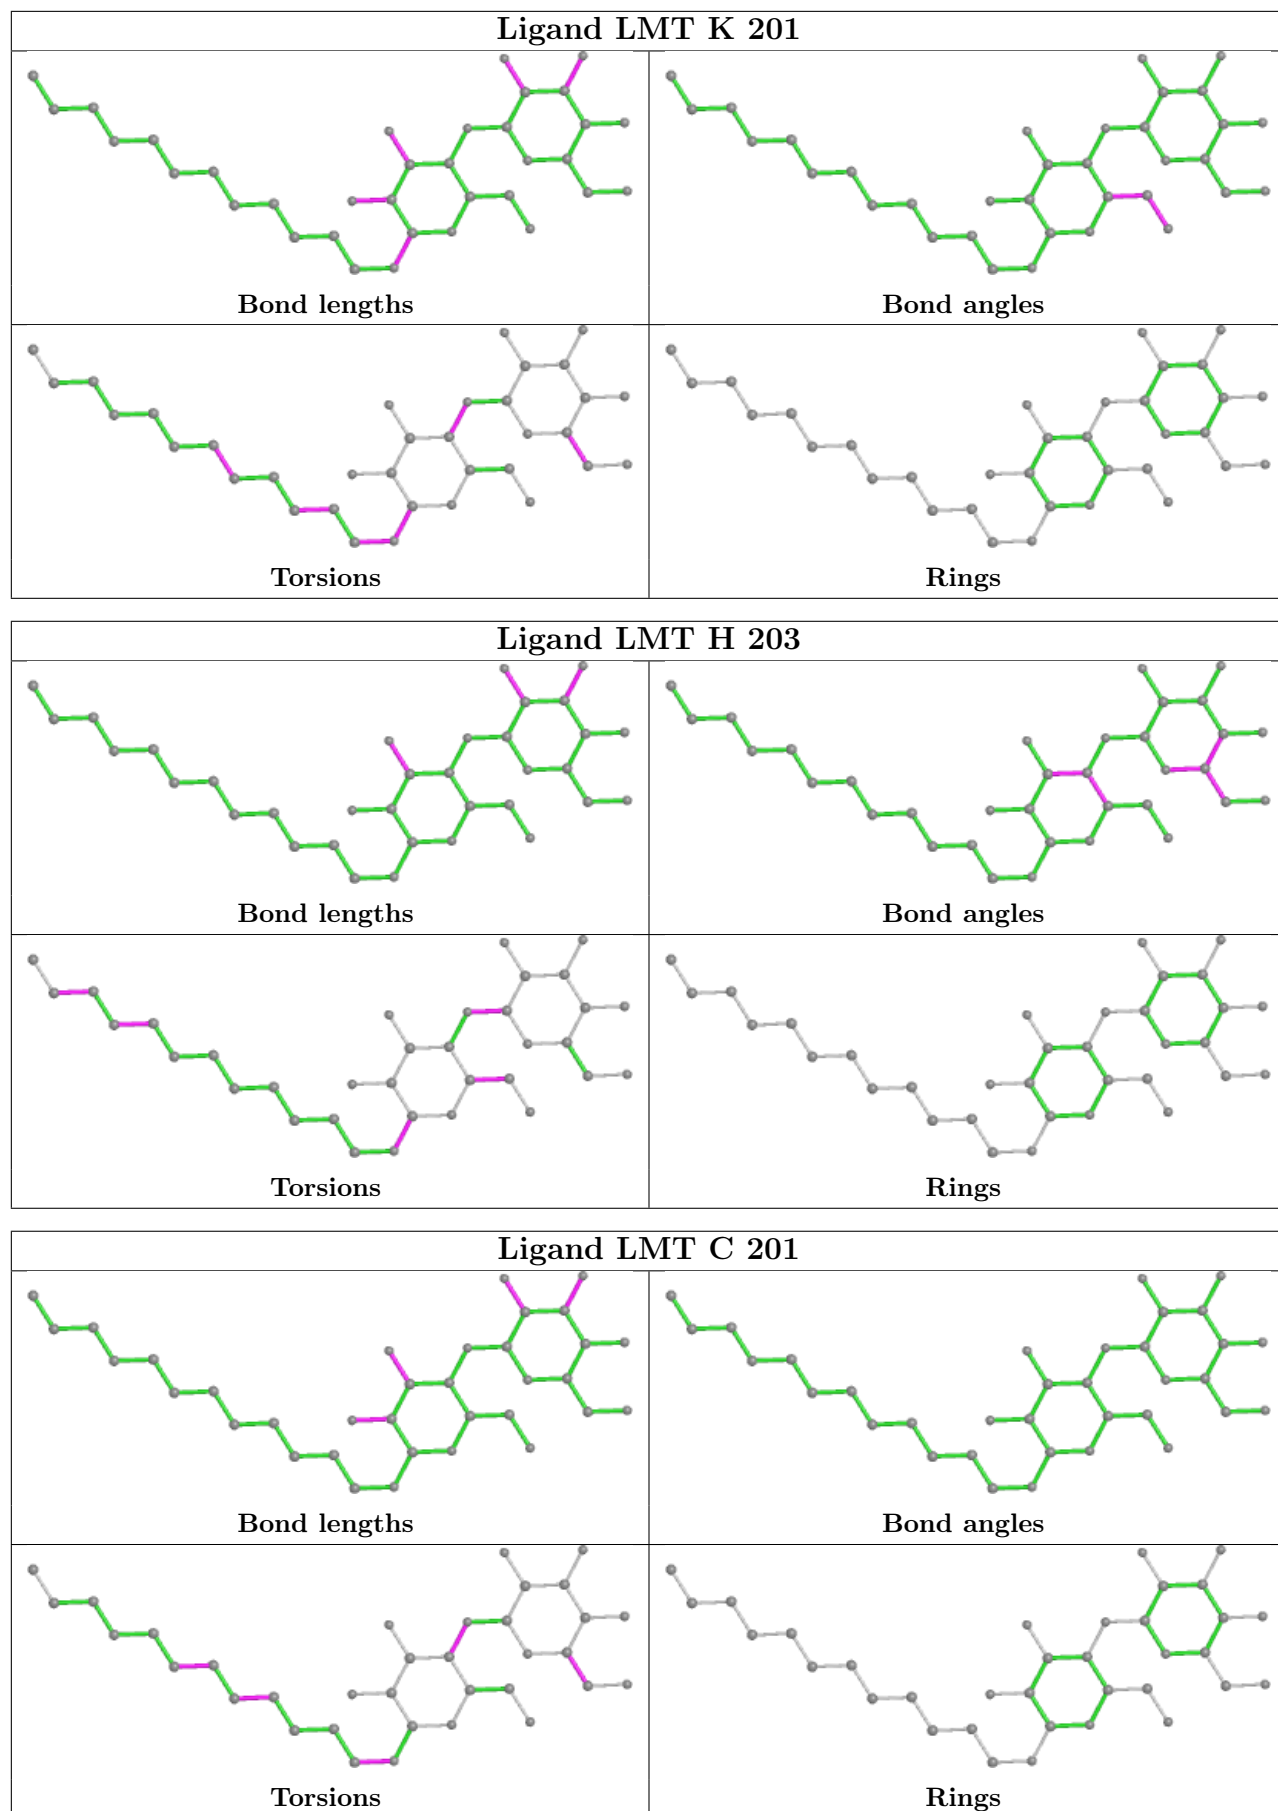 Ligand LMT K 201
Bond lengths
Bond angles
Torsions
Rings
Ligand LMT H 203
Bond lengths
Bond angles
Torsions
Rings
Ligand LMT C 201
Bond lengths
Bond angles
Torsions
Rings